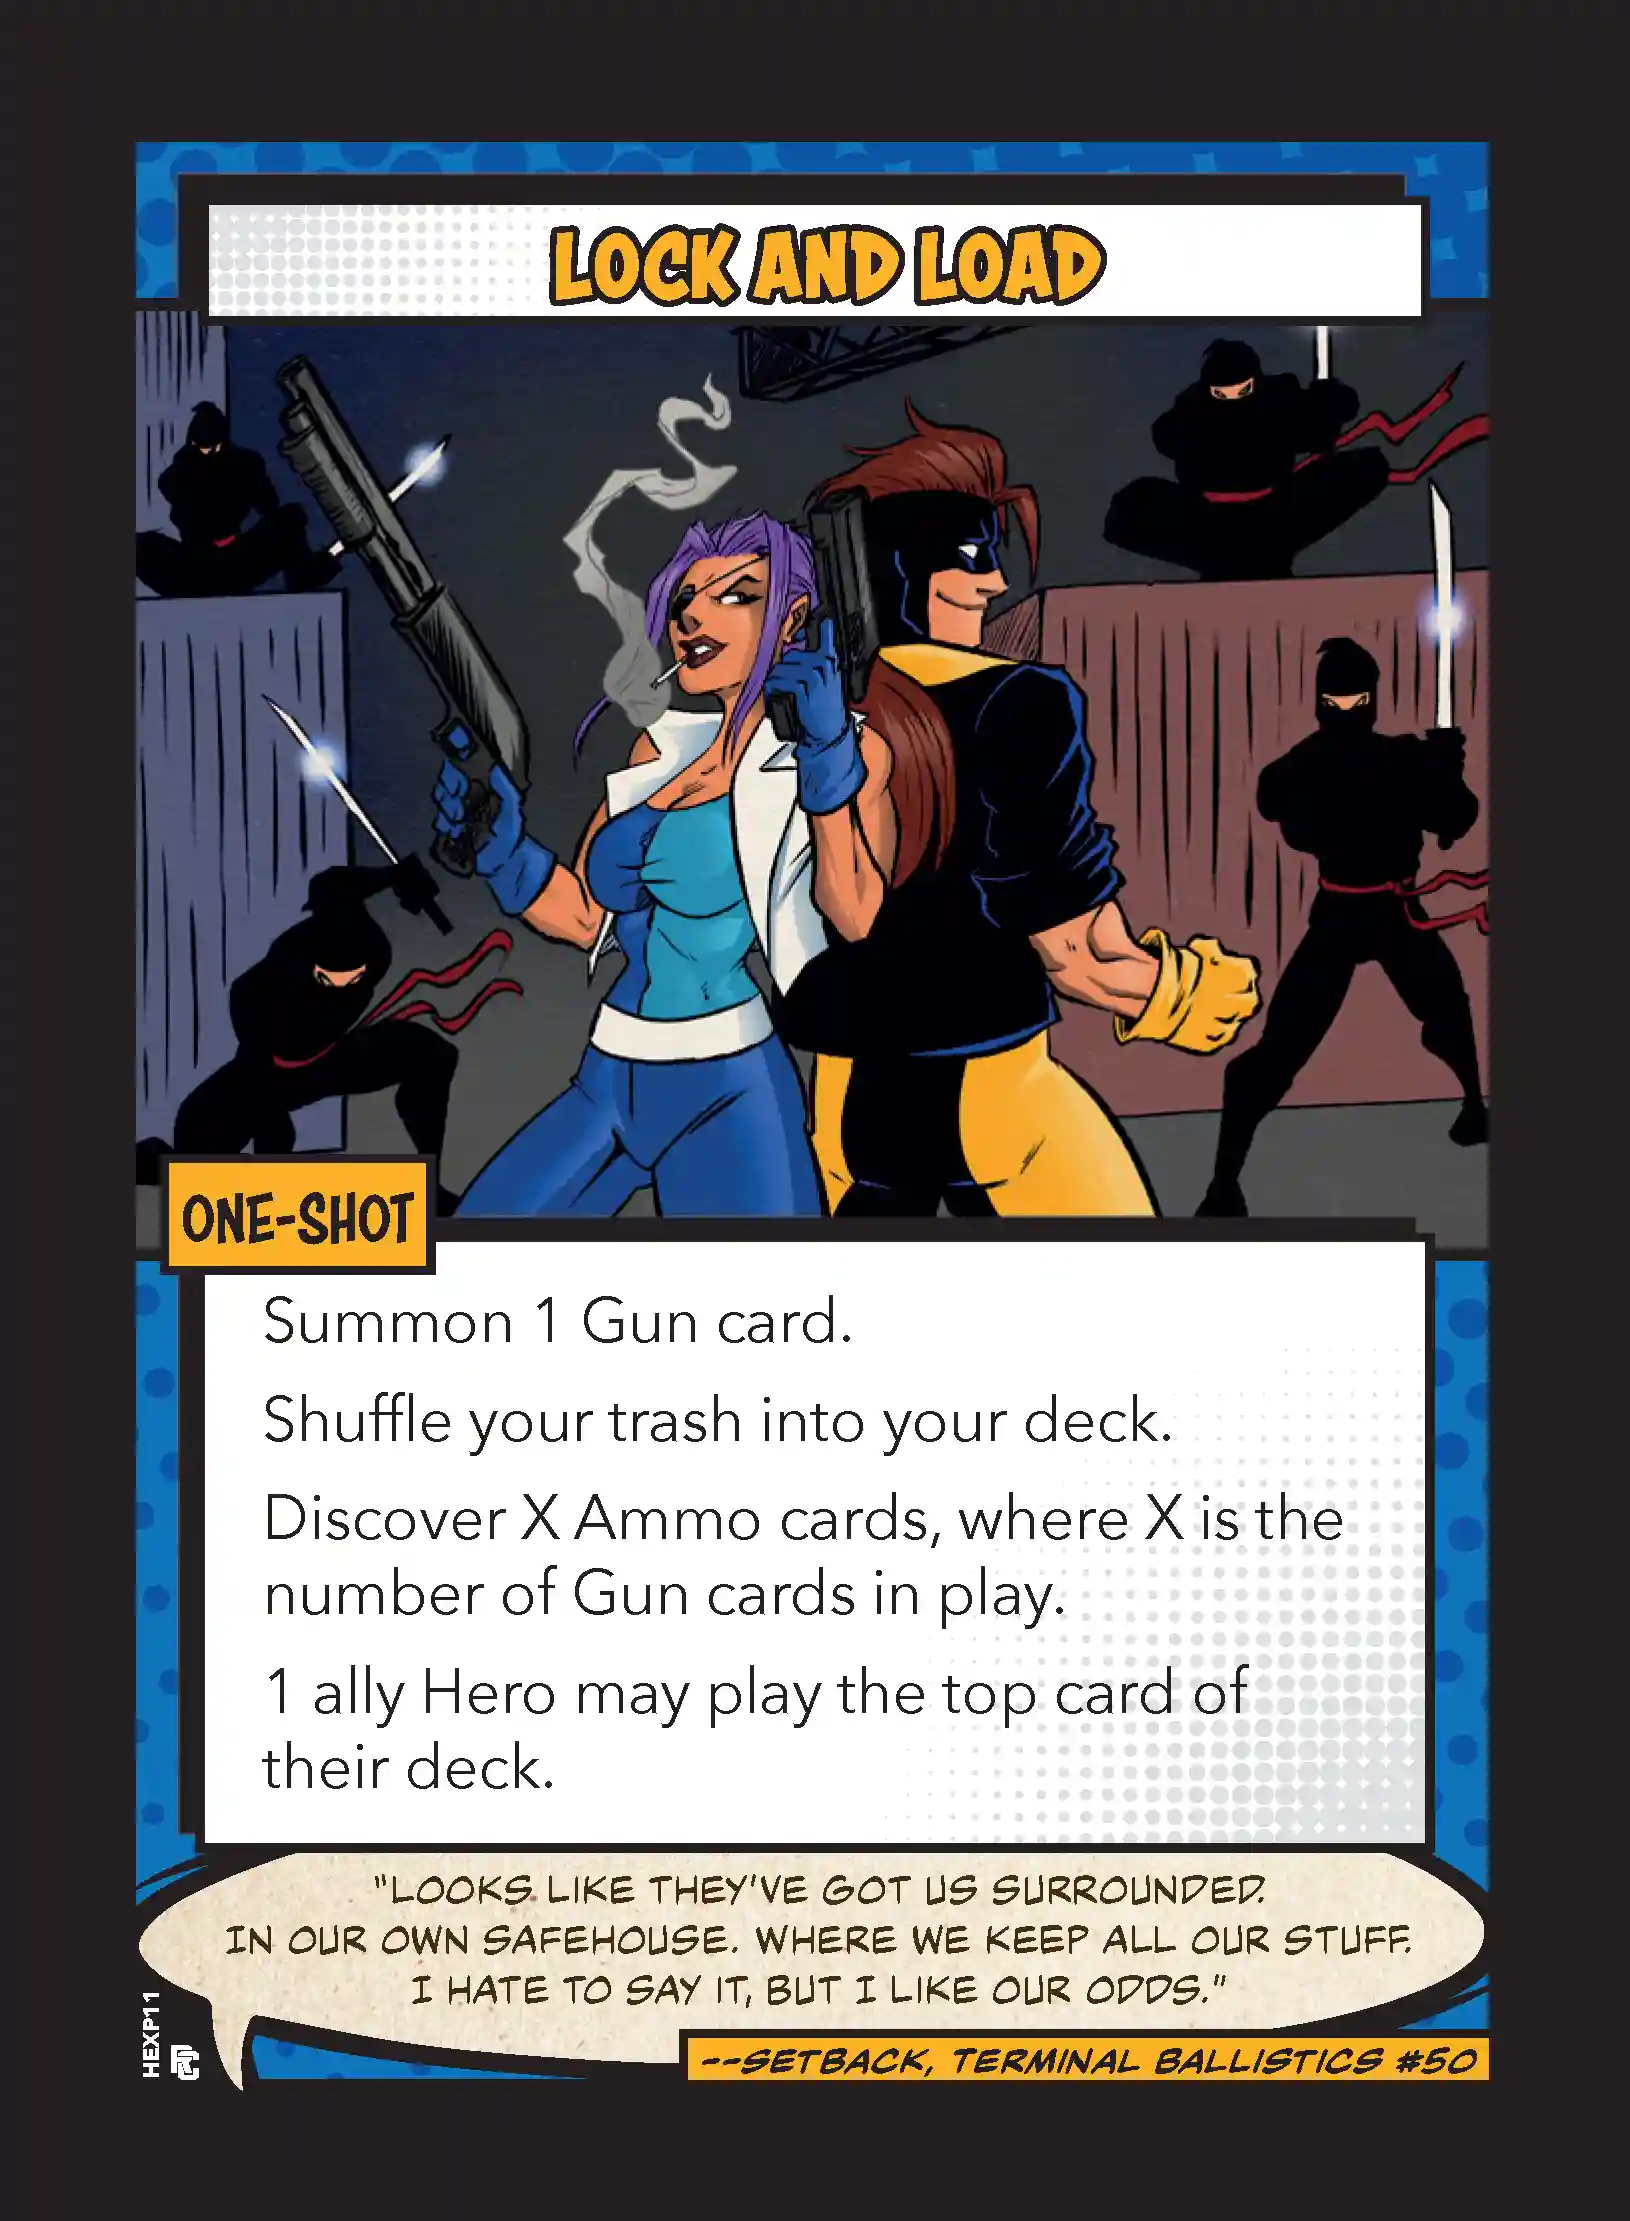 LOCK AND LOAD
ONE-SHOT
Summon 1 Gun card.
Shuffle your trash into your deck.
Discover X Ammo cards, where X is the
number of Gun cards in play.
1 ally Hero may play the top card of
their deck.
"LOOKS LIKE THEY'VE GOT US SURROUNDED.
IN OUR OWN SAFEHOUSE. WHERE WE KEEP ALL OUR STUFF.
I HATE TO SAY IT, BUT I LIKE OUR ODDS."
--SETBACK, TERMINAL BALLISTICS #50
HEXP11